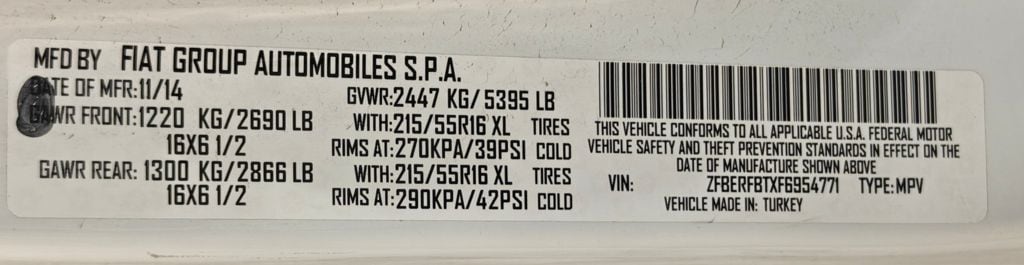 MFD BY FIAT GROUP AUTOMOBILES S.P.A.
DATE OF MFR:11/14
GAWR FRONT:1220 KG/2690 LB
16X6 1/2
GAWR REAR: 1300 KG/2866 LB
16X6 1/2
GVWR:2447 KG/5395 LB
WITH:215/55R16 XL TIRES
RIMS AT:270KPA/39PSI COLD
WITH:215/55R16 XL TIRES
RIMS AT:290KPA/42PSI COLD
THIS VEHICLE CONFORMS TO ALL APPLICABLE U.S.A. FEDERAL MOTOR
VEHICLE SAFETY AND THEFT PREVENTION STANDARDS IN EFFECT ON THE
DATE OF MANUFACTURE SHOWN ABOVE
VIN: ZFBERFBTXF6954771 TYPE:MPV
VEHICLE MADE IN: TURKEY